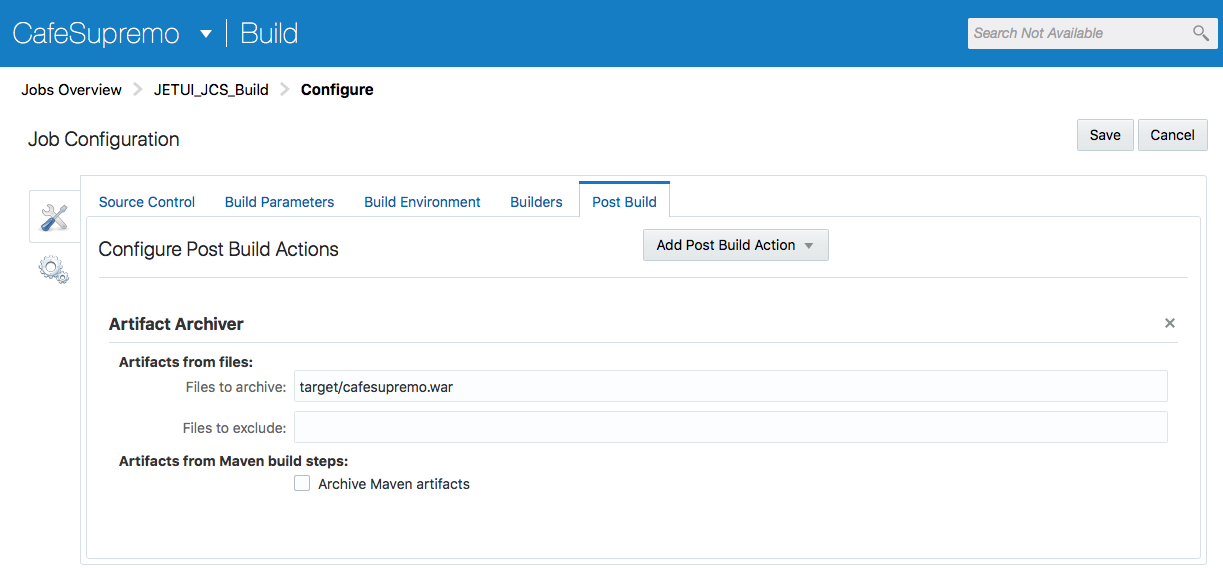 CafeSupremo Build
Search Not Available
Jobs Overview JETUI_JCS_Build Configure
Job Configuration
Save Cancel
Source Control Build Parameters Build Environment Builders Post Build
Configure Post Build Actions Add Post Build Action
Artifact Archiver
Artifacts from files:
Files to archive: target/cafesupremo.war
Files to exclude:
Artifacts from Maven build steps:
Archive Maven artifacts